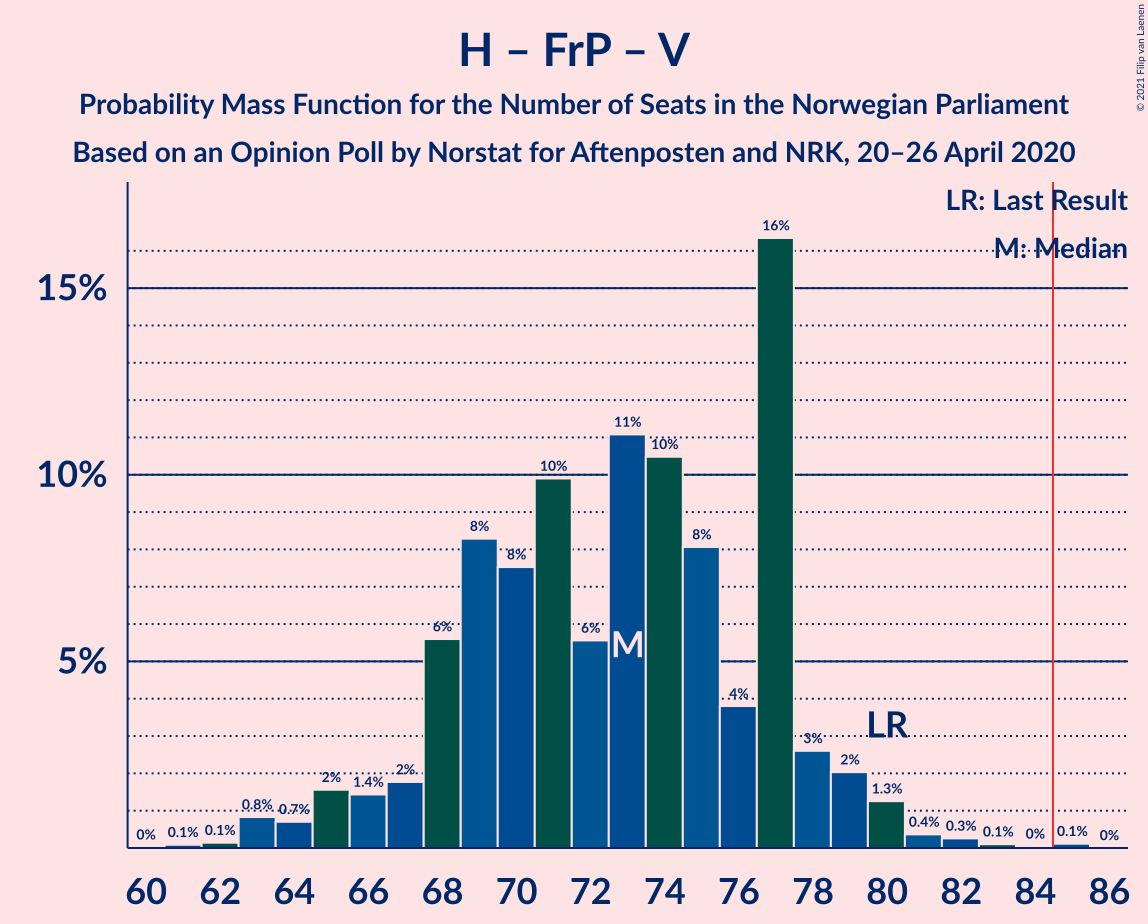 H – FrP – V
Probability Mass Function for the Number of Seats in the Norwegian Parliament
Based on an Opinion Poll by Norstat for Aftenposten and NRK, 20–26 April 2020
© 2021 Filip van Laenen
LR: Last Result
M: Median
15%
10%
5%
0% 0.1% 0.1% 0.8% 0.7% 2% 1.4% 2% 6% 8% 8% 10% 6% 11% 10% 8% 4% 16% 3% 2% 1.3% 0.4% 0.3% 0.1% 0% 0.1% 0%
M
LR
60 62 64 66 68 70 72 74 76 78 80 82 84 86